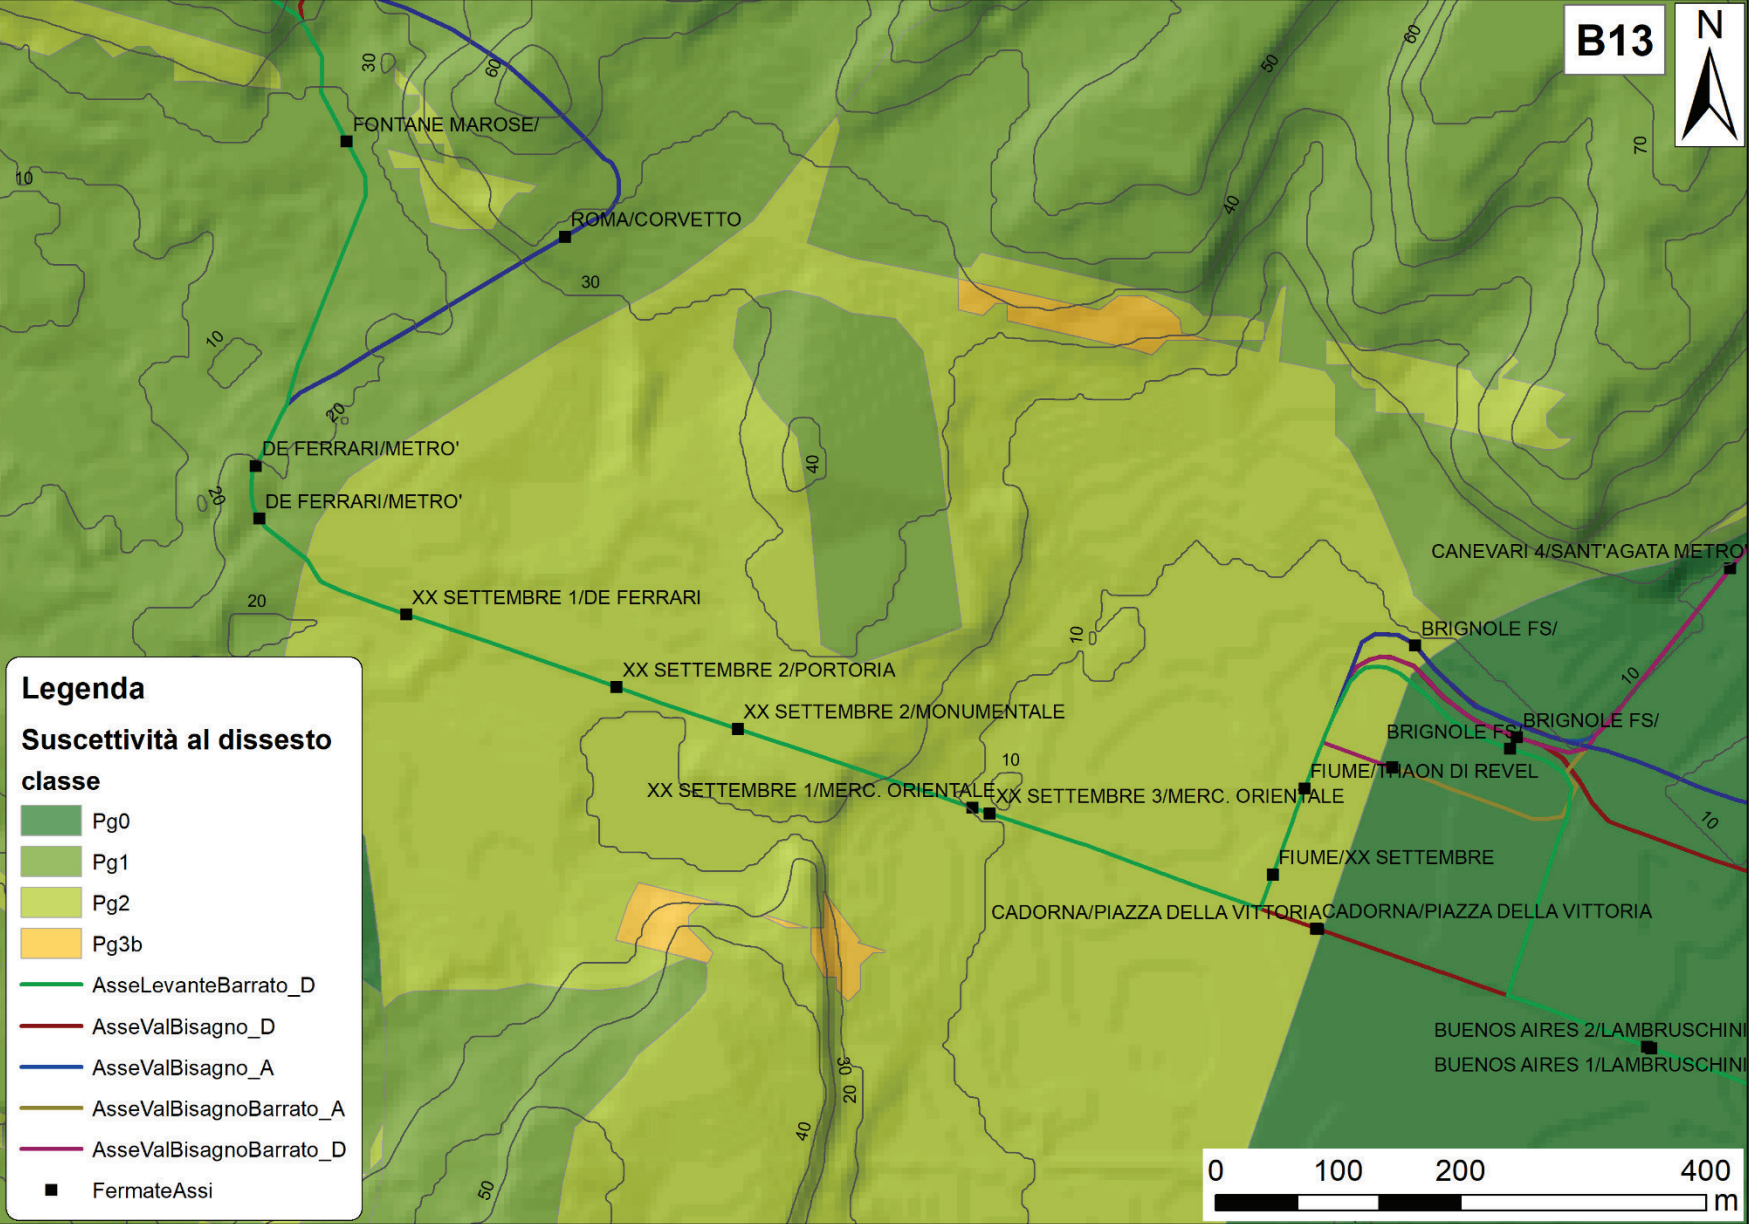 B13
N
60
30
60
50
FONTANE MAROSE/
70
10
40
ROMA/CORVETTO
30
10
20
DE FERRARI/METRO'
40
20
DE FERRARI/METRO'
CANEVARI 4/SANT'AGATA METRO'
XX SETTEMBRE 1/DE FERRARI
20
10
BRIGNOLE FS/
XX SETTEMBRE 2/PORTORIA
10
XX SETTEMBRE 2/MONUMENTALE
BRIGNOLE FS/
BRIGNOLE FS/
10
FIUME/THAON DI REVEL
XX SETTEMBRE 1/MERC. ORIENTALE
XX SETTEMBRE 3/MERC. ORIENTALE
10
FIUME/XX SETTEMBRE
CADORNA/PIAZZA DELLA VITTORIA
CADORNA/PIAZZA DELLA VITTORIA
BUENOS AIRES 2/LAMBRUSCHINI
BUENOS AIRES 1/LAMBRUSCHINI
30
20
40
50
Legenda
Suscettività al dissesto
classe
Pg0
Pg1
Pg2
Pg3b
AsseLevanteBarrato_D
AsseValBisagno_D
AsseValBisagno_A
AsseValBisagnoBarrato_A
AsseValBisagnoBarrato_D
FermateAssi
0 100 200 400
m